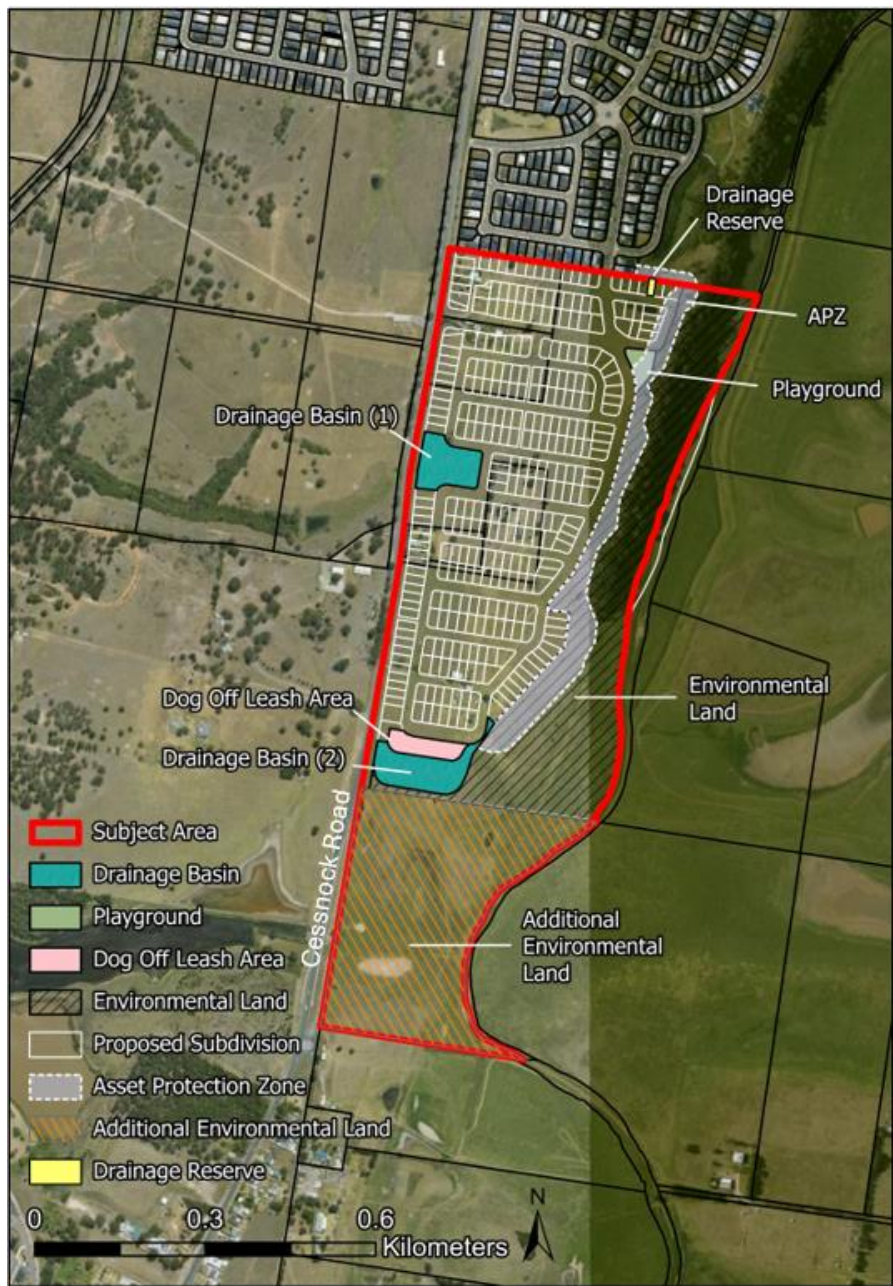 Drainage
Reserve
APZ
Playground
Drainage Basin (1)
Environmental
Land
Dog Off Leash Area
Drainage Basin (2)
Cessnock Road
Additional
Environmental
Land
Subject Area
Drainage Basin
Playground
Dog Off Leash Area
Environmental Land
Proposed Subdivision
Asset Protection Zone
Additional Environmental Land
Drainage Reserve
N
0 0.3 0.6
Kilometers